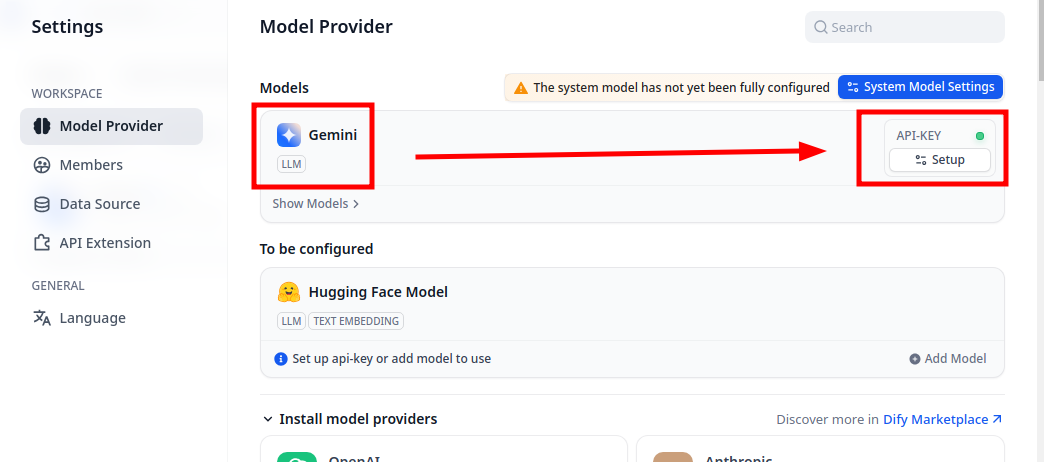 Settings
WORKSPACE
Model Provider
Members
Data Source
API Extension
GENERAL
Language
Model Provider
Search
Models
The system model has not yet been fully configured
System Model Settings
Gemini
LLM
API-KEY
Setup
Show Models
To be configured
Hugging Face Model
LLM
TEXT EMBEDDING
Set up api-key or add model to use
Add Model
Install model providers
Discover more in Dify Marketplace
OpenAI
Anthropic